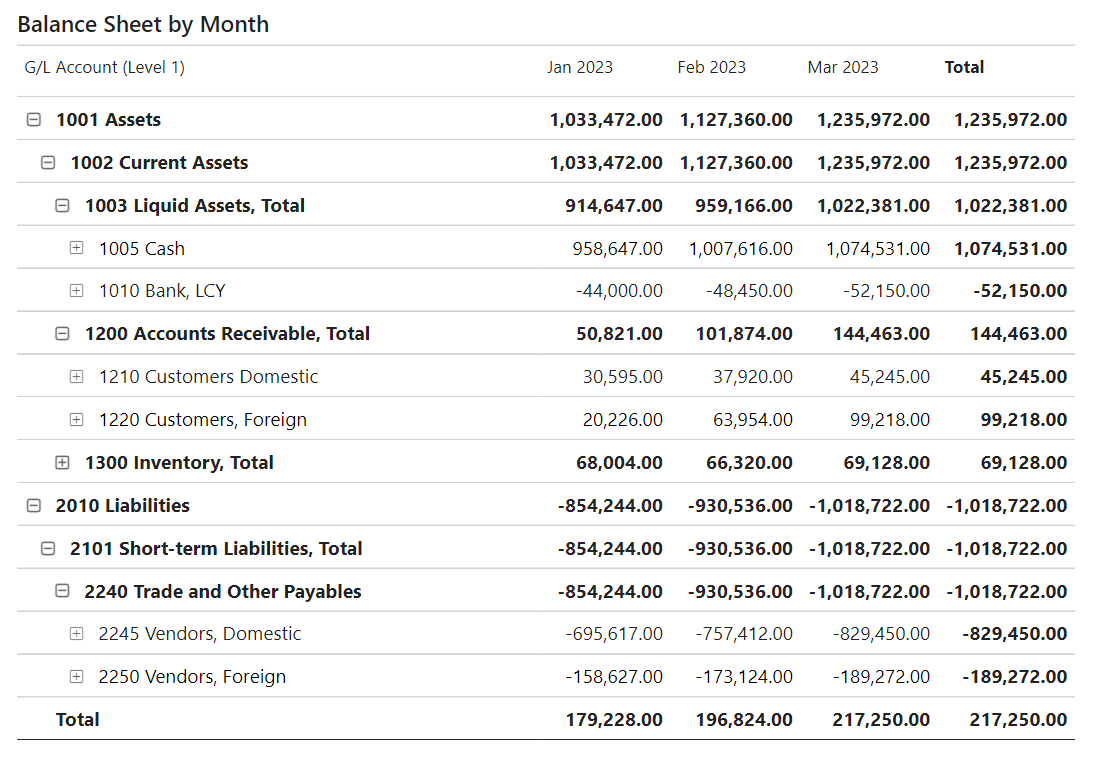 Balance Sheet by Month
G/L Account (Level 1) Jan 2023 Feb 2023 Mar 2023 Total
1001 Assets 1,033,472.00 1,127,360.00 1,235,972.00 1,235,972.00
1002 Current Assets 1,033,472.00 1,127,360.00 1,235,972.00 1,235,972.00
1003 Liquid Assets, Total 914,647.00 959,166.00 1,022,381.00 1,022,381.00
1005 Cash 958,647.00 1,007,616.00 1,074,531.00 1,074,531.00
1010 Bank, LCY -44,000.00 -48,450.00 -52,150.00 -52,150.00
1200 Accounts Receivable, Total 50,821.00 101,874.00 144,463.00 144,463.00
1210 Customers Domestic 30,595.00 37,920.00 45,245.00 45,245.00
1220 Customers, Foreign 20,226.00 63,954.00 99,218.00 99,218.00
1300 Inventory, Total 68,004.00 66,320.00 69,128.00 69,128.00
2010 Liabilities -854,244.00 -930,536.00 -1,018,722.00 -1,018,722.00
2101 Short-term Liabilities, Total -854,244.00 -930,536.00 -1,018,722.00 -1,018,722.00
2240 Trade and Other Payables -854,244.00 -930,536.00 -1,018,722.00 -1,018,722.00
2245 Vendors, Domestic -695,617.00 -757,412.00 -829,450.00 -829,450.00
2250 Vendors, Foreign -158,627.00 -173,124.00 -189,272.00 -189,272.00
Total 179,228.00 196,824.00 217,250.00 217,250.00